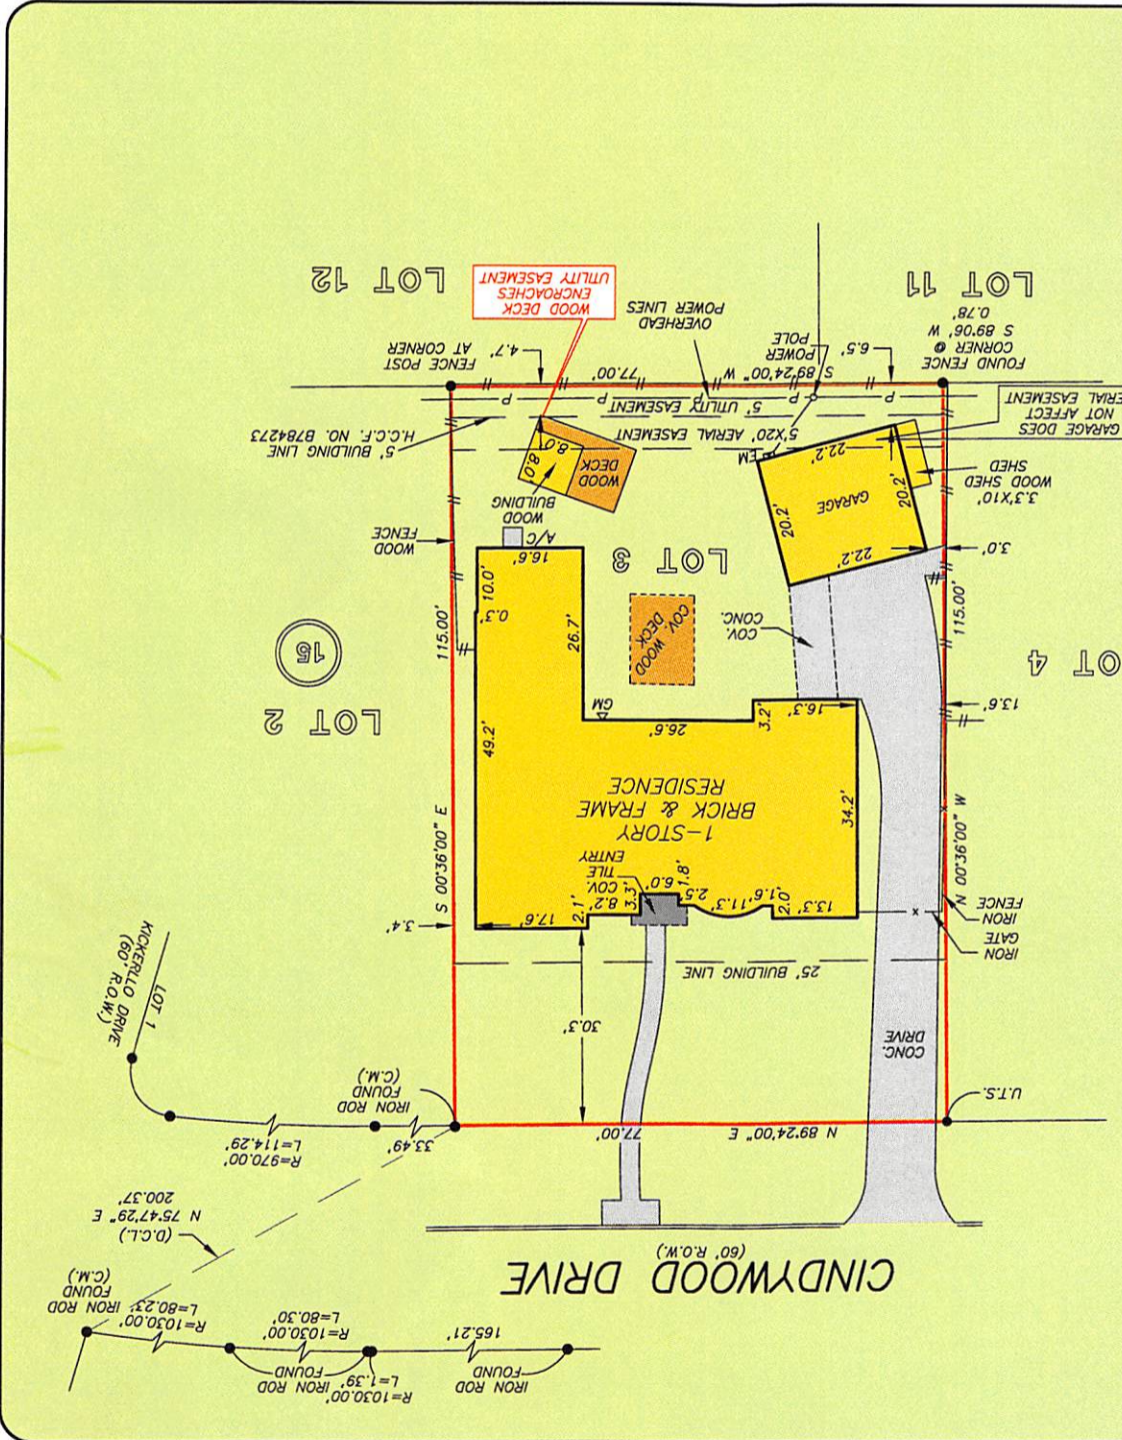 IRON ROD
FOUND
165.21'
R=1030.00'
L=1.39'
IRON ROD
FOUND
R=1030.00'
L=80.30'
R=1030.00'
L=80.23'
IRON ROD
FOUND
(C.M.)
CINDYWOOD DRIVE
(60' R.O.W.)
(D.C.L.)
N 75°47'29" E
200.37'
N 89°24'00" E
77.00'
33.49'
R=970.00'
L=114.29'
IRON ROD
FOUND
(C.M.)
LOT 1
KICKERLLO DRIVE
(60' R.O.W.)
U.T.S.
CONC.
DRIVE
30.3'
25' BUILDING LINE
IRON
GATE
IRON
FENCE
N 00°36'00" W
115.00'
S 00°36'00" E
115.00'
3.4'
13.3'
2.0'
1.6'
11.3'
2.5'
1.8'
6.0'
3.3'
8.2'
2.1'
17.6'
COV.
TILE
ENTRY
1-STORY
BRICK & FRAME
RESIDENCE
34.2'
49.2'
16.3'
3.2'
26.6'
GM
26.7'
0.3'
10.0'
16.6'
A/C
13.6'
LOT 2
15
OT 4
COV.
CONC.
COV. WOOD
DECK
LOT 3
3.0'
WOOD
FENCE
22.2'
20.2'
GARAGE
20.2'
22.2'
3.3'X10'
WOOD SHED
SHED
WOOD
BUILDING
WOOD
DECK
8.0'
8.0'
EM
GARAGE DOES
NOT AFFECT
ERIAL EASEMENT
5'X20' AERIAL EASEMENT
5' BUILDING LINE
H.C.C.F. NO. B784273
5' UTILITY EASEMENT
P
P
P
P
P
S 89°24'00" W
77.00'
FOUND FENCE
CORNER @
S 89°06' W
0.78'
6.5'
POWER
POLE
OVERHEAD
POWER LINES
4.7'
FENCE POST
AT CORNER
WOOD DECK
ENCROACHES
UTILITY EASEMENT
LOT 11
LOT 12